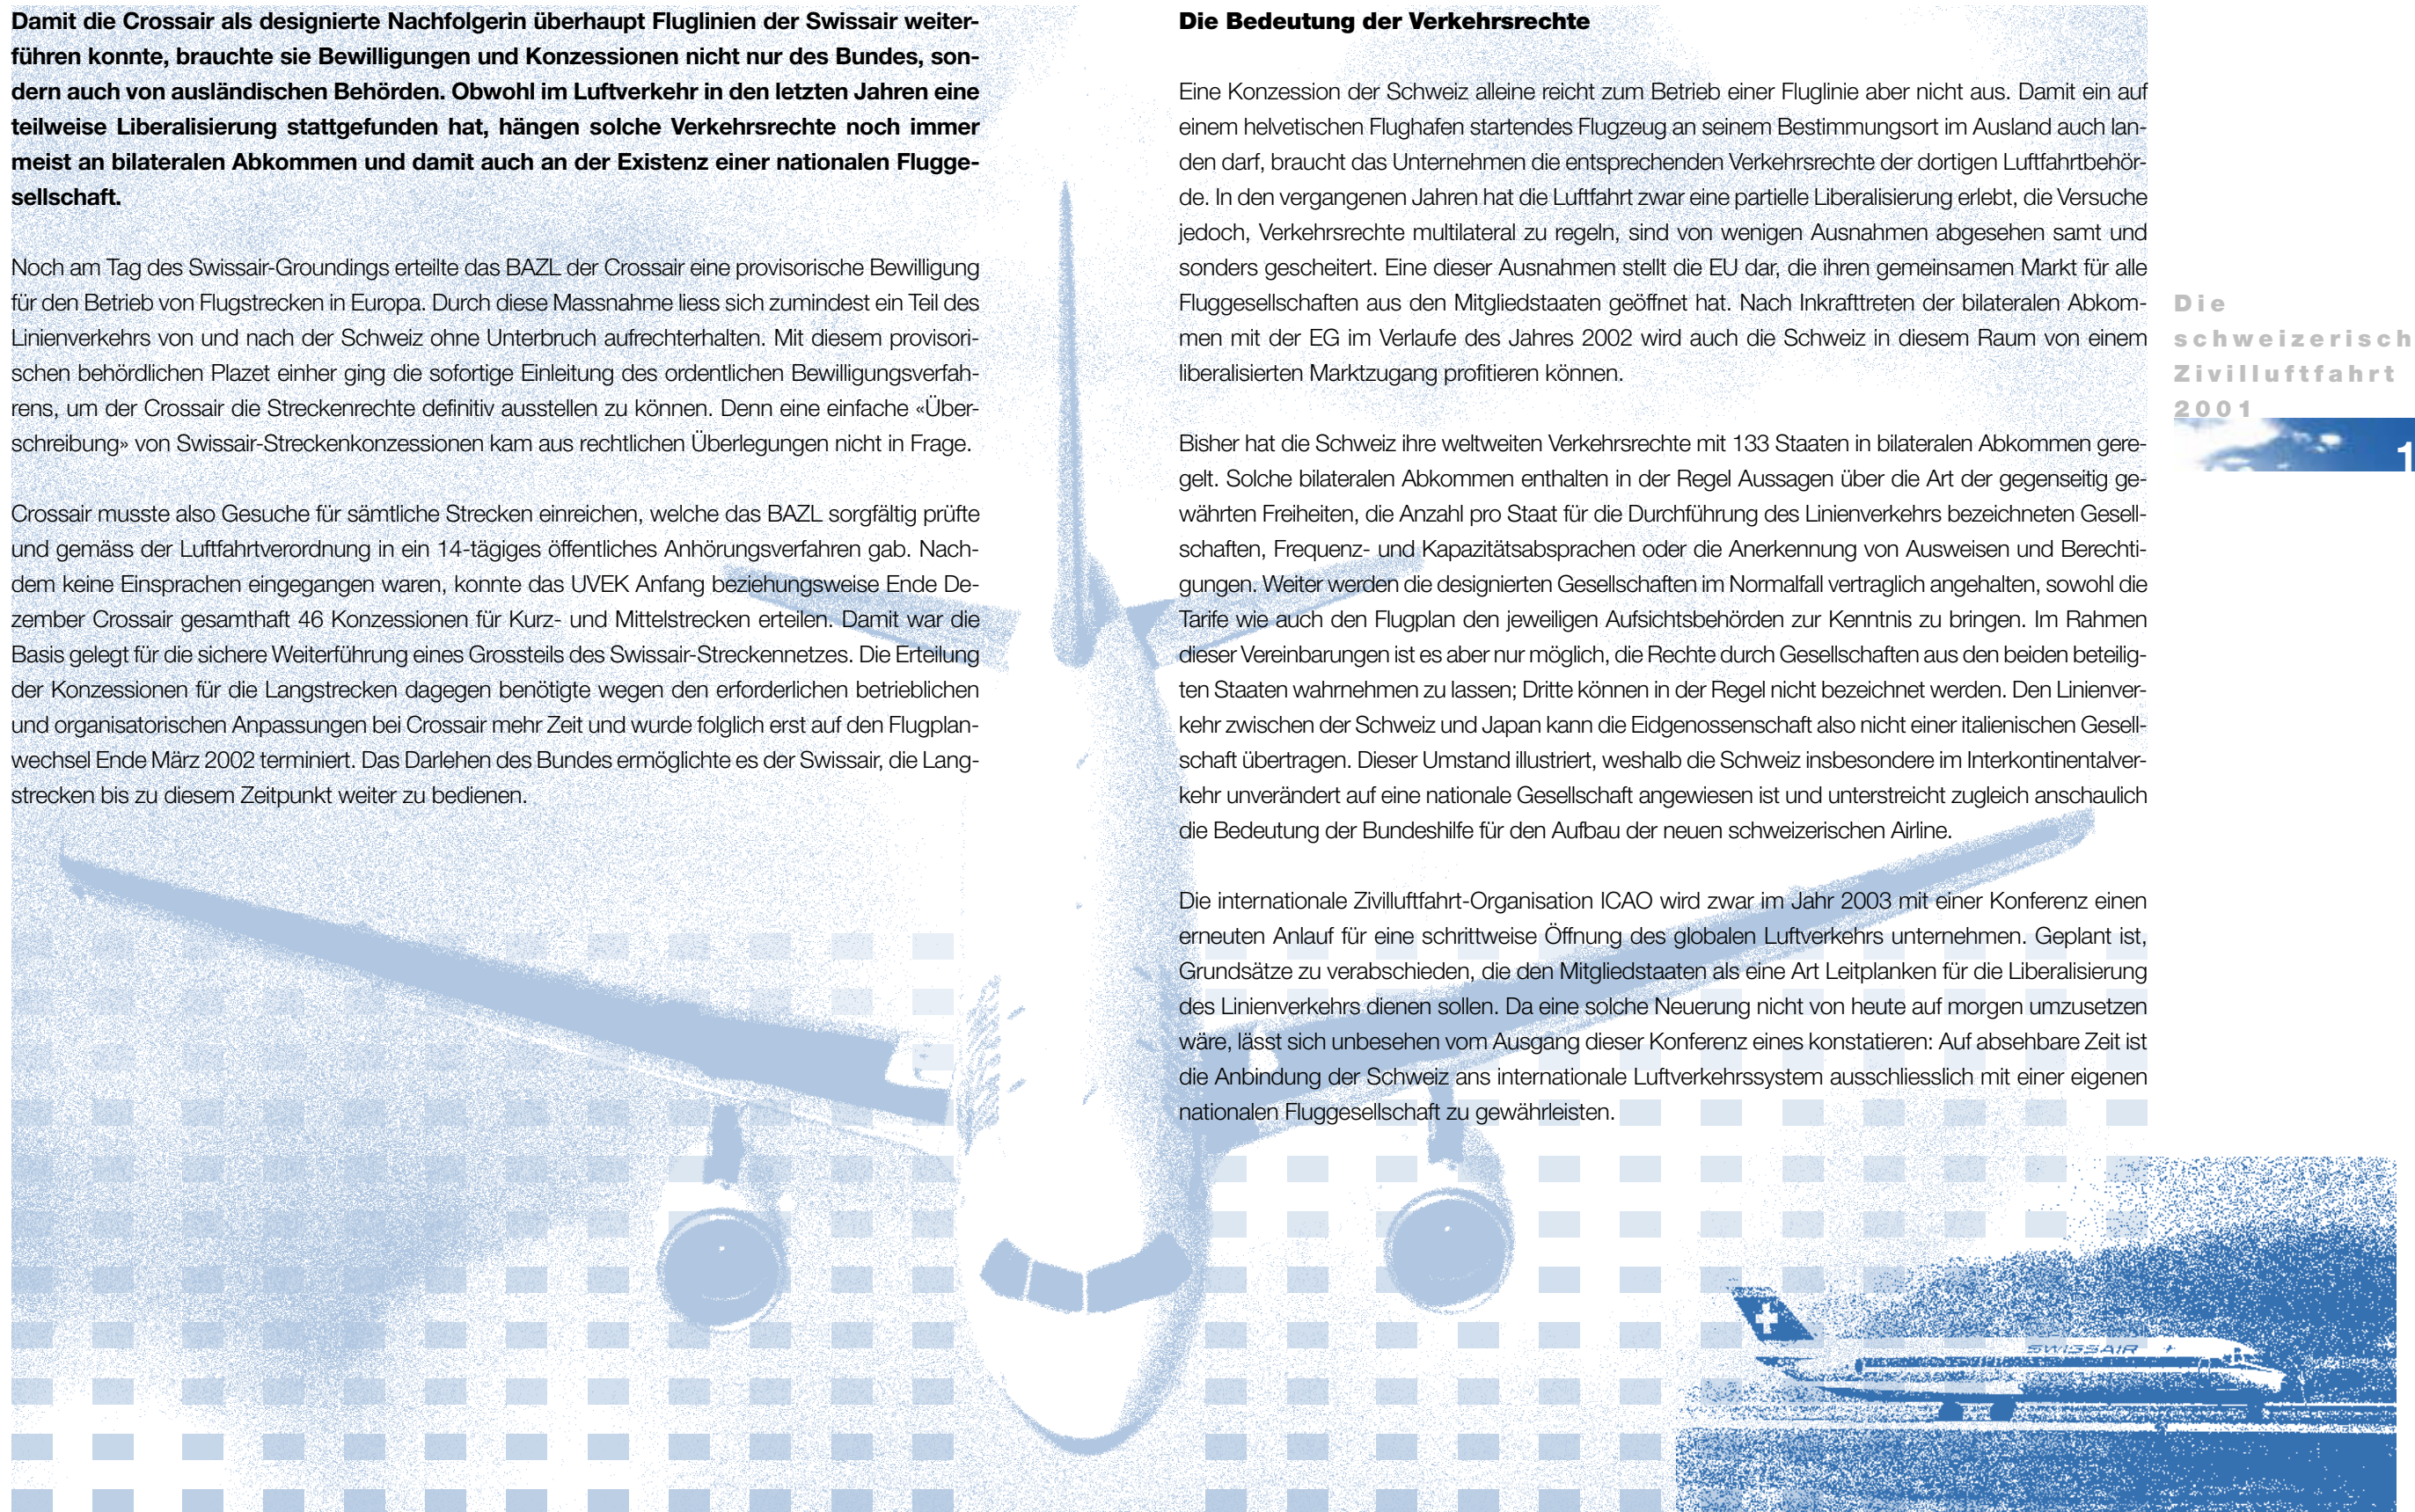 Damit die Crossair als designierte Nachfolgerin überhaupt Fluglinien der Swissair weiter-
führen konnte, brauchte sie Bewilligungen und Konzessionen nicht nur des Bundes, son-
dern auch von ausländischen Behörden. Obwohl im Luftverkehr in den letzten Jahren eine
teilweise Liberalisierung stattgefunden hat, hängen solche Verkehrsrechte noch immer
meist an bilateralen Abkommen und damit auch an der Existenz einer nationalen Flugge-
sellschaft.
Noch am Tag des Swissair-Groundings erteilte das BAZL der Crossair eine provisorische Bewilligung
für den Betrieb von Flugstrecken in Europa. Durch diese Massnahme liess sich zumindest ein Teil des
Linienverkehrs von und nach der Schweiz ohne Unterbruch aufrechterhalten. Mit diesem provisori-
schen behördlichen Plazet einher ging die sofortige Einleitung des ordentlichen Bewilligungsverfah-
rens, um der Crossair die Streckenrechte definitiv ausstellen zu können. Denn eine einfache «Über-
schreibung» von Swissair-Streckenkonzessionen kam aus rechtlichen Überlegungen nicht in Frage.
Crossair musste also Gesuche für sämtliche Strecken einreichen, welche das BAZL sorgfältig prüfte
und gemäss der Luftfahrtverordnung in ein 14-tägiges öffentliches Anhörungsverfahren gab. Nach-
dem keine Einsprachen eingegangen waren, konnte das UVEK Anfang beziehungsweise Ende De-
zember Crossair gesamthaft 46 Konzessionen für Kurz- und Mittelstrecken erteilen. Damit war die
Basis gelegt für die sichere Weiterführung eines Grossteils des Swissair-Streckennetzes. Die Erteilung
der Konzessionen für die Langstrecken dagegen benötigte wegen den erforderlichen betrieblichen
und organisatorischen Anpassungen bei Crossair mehr Zeit und wurde folglich erst auf den Flugplan-
wechsel Ende März 2002 terminiert. Das Darlehen des Bundes ermöglichte es der Swissair, die Lang-
strecken bis zu diesem Zeitpunkt weiter zu bedienen.
Die Bedeutung der Verkehrsrechte
Eine Konzession der Schweiz alleine reicht zum Betrieb einer Fluglinie aber nicht aus. Damit ein auf
einem helvetischen Flughafen startendes Flugzeug an seinem Bestimmungsort im Ausland auch lan-
den darf, braucht das Unternehmen die entsprechenden Verkehrsrechte der dortigen Luftfahrtbehör-
de. In den vergangenen Jahren hat die Luftfahrt zwar eine partielle Liberalisierung erlebt, die Versuche
jedoch, Verkehrsrechte multilateral zu regeln, sind von wenigen Ausnahmen abgesehen samt und
sonders gescheitert. Eine dieser Ausnahmen stellt die EU dar, die ihren gemeinsamen Markt für alle
Fluggesellschaften aus den Mitgliedstaaten geöffnet hat. Nach Inkrafttreten der bilateralen Abkom-
men mit der EG im Verlaufe des Jahres 2002 wird auch die Schweiz in diesem Raum von einem
liberalisierten Marktzugang profitieren können.
Bisher hat die Schweiz ihre weltweiten Verkehrsrechte mit 133 Staaten in bilateralen Abkommen gere-
gelt. Solche bilateralen Abkommen enthalten in der Regel Aussagen über die Art der gegenseitig ge-
währten Freiheiten, die Anzahl pro Staat für die Durchführung des Linienverkehrs bezeichneten Gesell-
schaften, Frequenz- und Kapazitätsabsprachen oder die Anerkennung von Ausweisen und Berechti-
gungen. Weiter werden die designierten Gesellschaften im Normalfall vertraglich angehalten, sowohl die
Tarife wie auch den Flugplan den jeweiligen Aufsichtsbehörden zur Kenntnis zu bringen. Im Rahmen
dieser Vereinbarungen ist es aber nur möglich, die Rechte durch Gesellschaften aus den beiden beteilig-
ten Staaten wahrnehmen zu lassen; Dritte können in der Regel nicht bezeichnet werden. Den Linienver-
kehr zwischen der Schweiz und Japan kann die Eidgenossenschaft also nicht einer italienischen Gesell-
schaft übertragen. Dieser Umstand illustriert, weshalb die Schweiz insbesondere im Interkontinentalver-
kehr unverändert auf eine nationale Gesellschaft angewiesen ist und unterstreicht zugleich anschaulich
die Bedeutung der Bundeshilfe für den Aufbau der neuen schweizerischen Airline.
Die internationale Zivilluftfahrt-Organisation ICAO wird zwar im Jahr 2003 mit einer Konferenz einen
erneuten Anlauf für eine schrittweise Öffnung des globalen Luftverkehrs unternehmen. Geplant ist,
Grundsätze zu verabschieden, die den Mitgliedstaaten als eine Art Leitplanken für die Liberalisierung
des Linienverkehrs dienen sollen. Da eine solche Neuerung nicht von heute auf morgen umzusetzen
wäre, lässt sich unbesehen vom Ausgang dieser Konferenz eines konstatieren: Auf absehbare Zeit ist
die Anbindung der Schweiz ans internationale Luftverkehrssystem ausschliesslich mit einer eigenen
nationalen Fluggesellschaft zu gewährleisten.
Die
schweizerisch
Zivilluftfahrt
2001
1
SWISSAIR